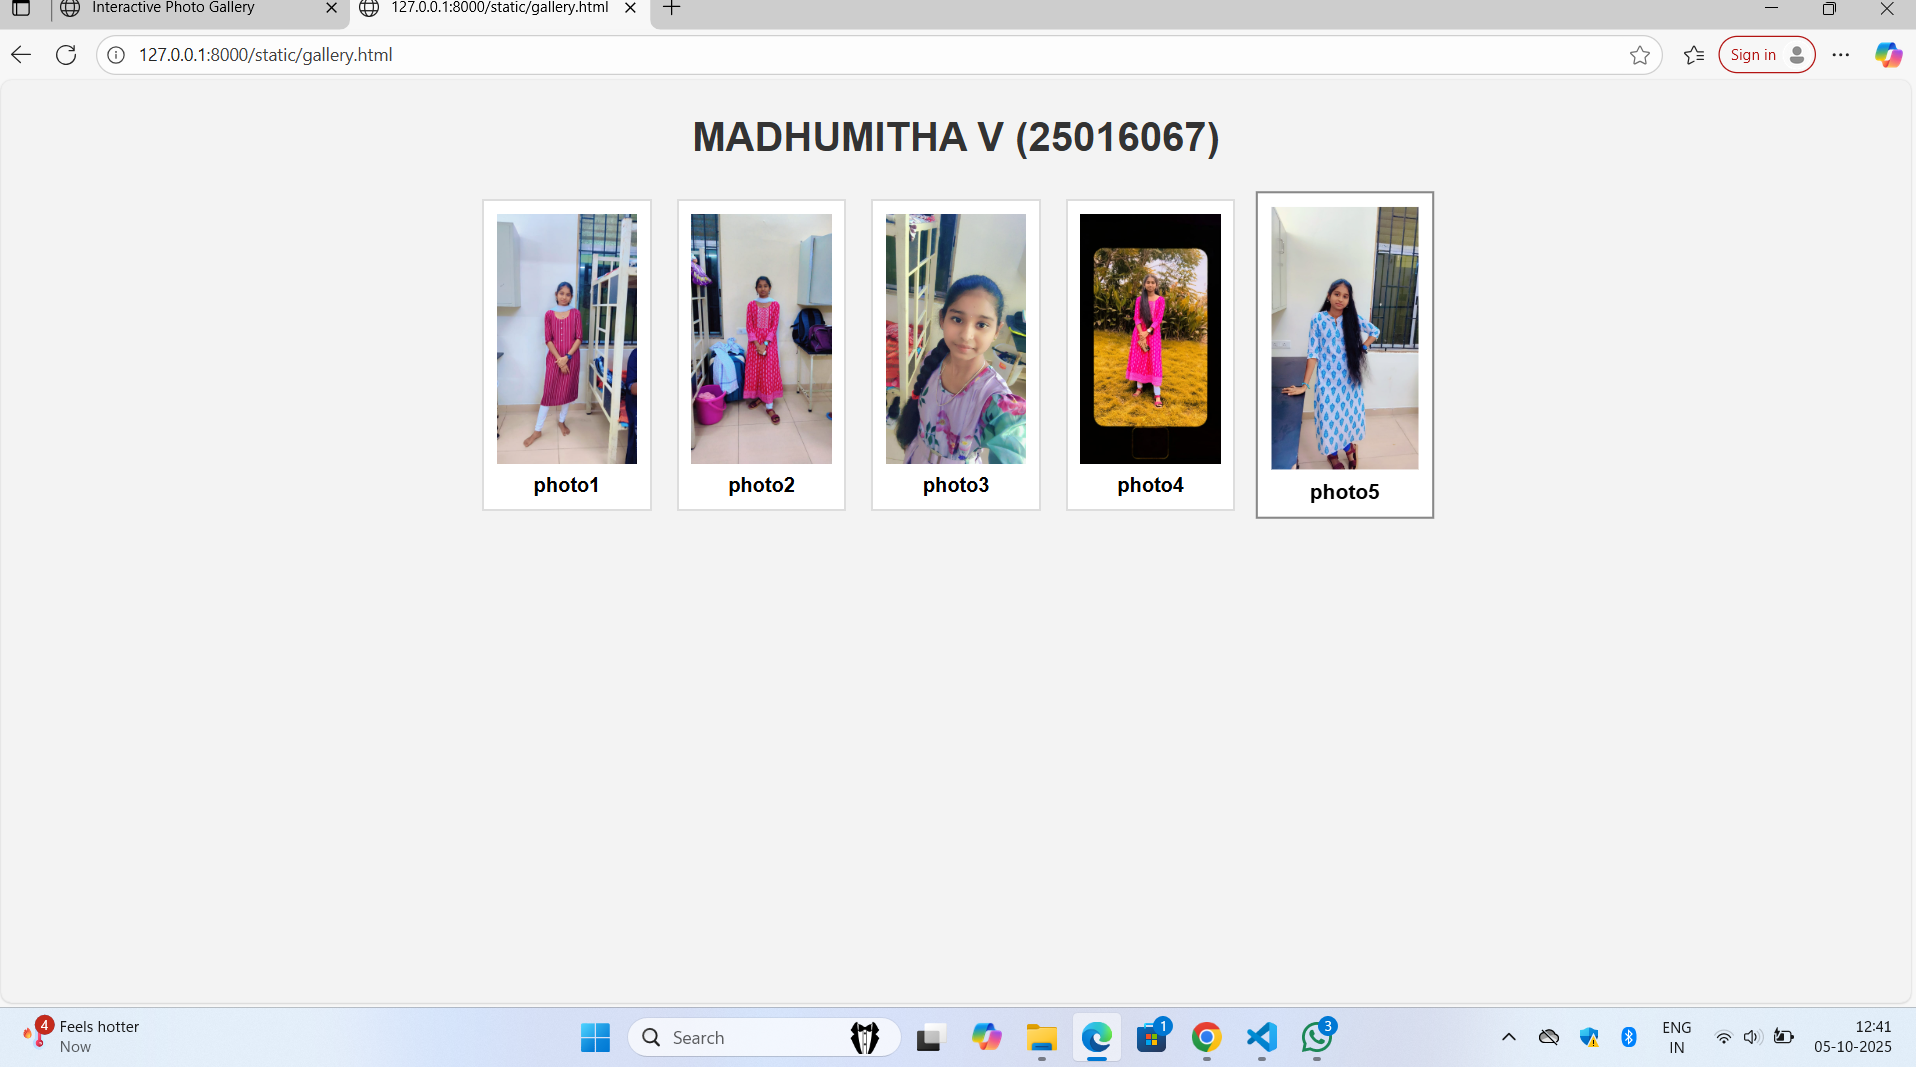 Interactive Photo Gallery
127.0.0.1:8000/static/gallery.html
127.0.0.1:8000/static/gallery.html
Sign in
MADHUMITHA V (25016067)
photo1
photo2
photo3
photo4
photo5
4
Feels hotter
Now
Search
1
3
ENG
IN
12:41
05-10-2025